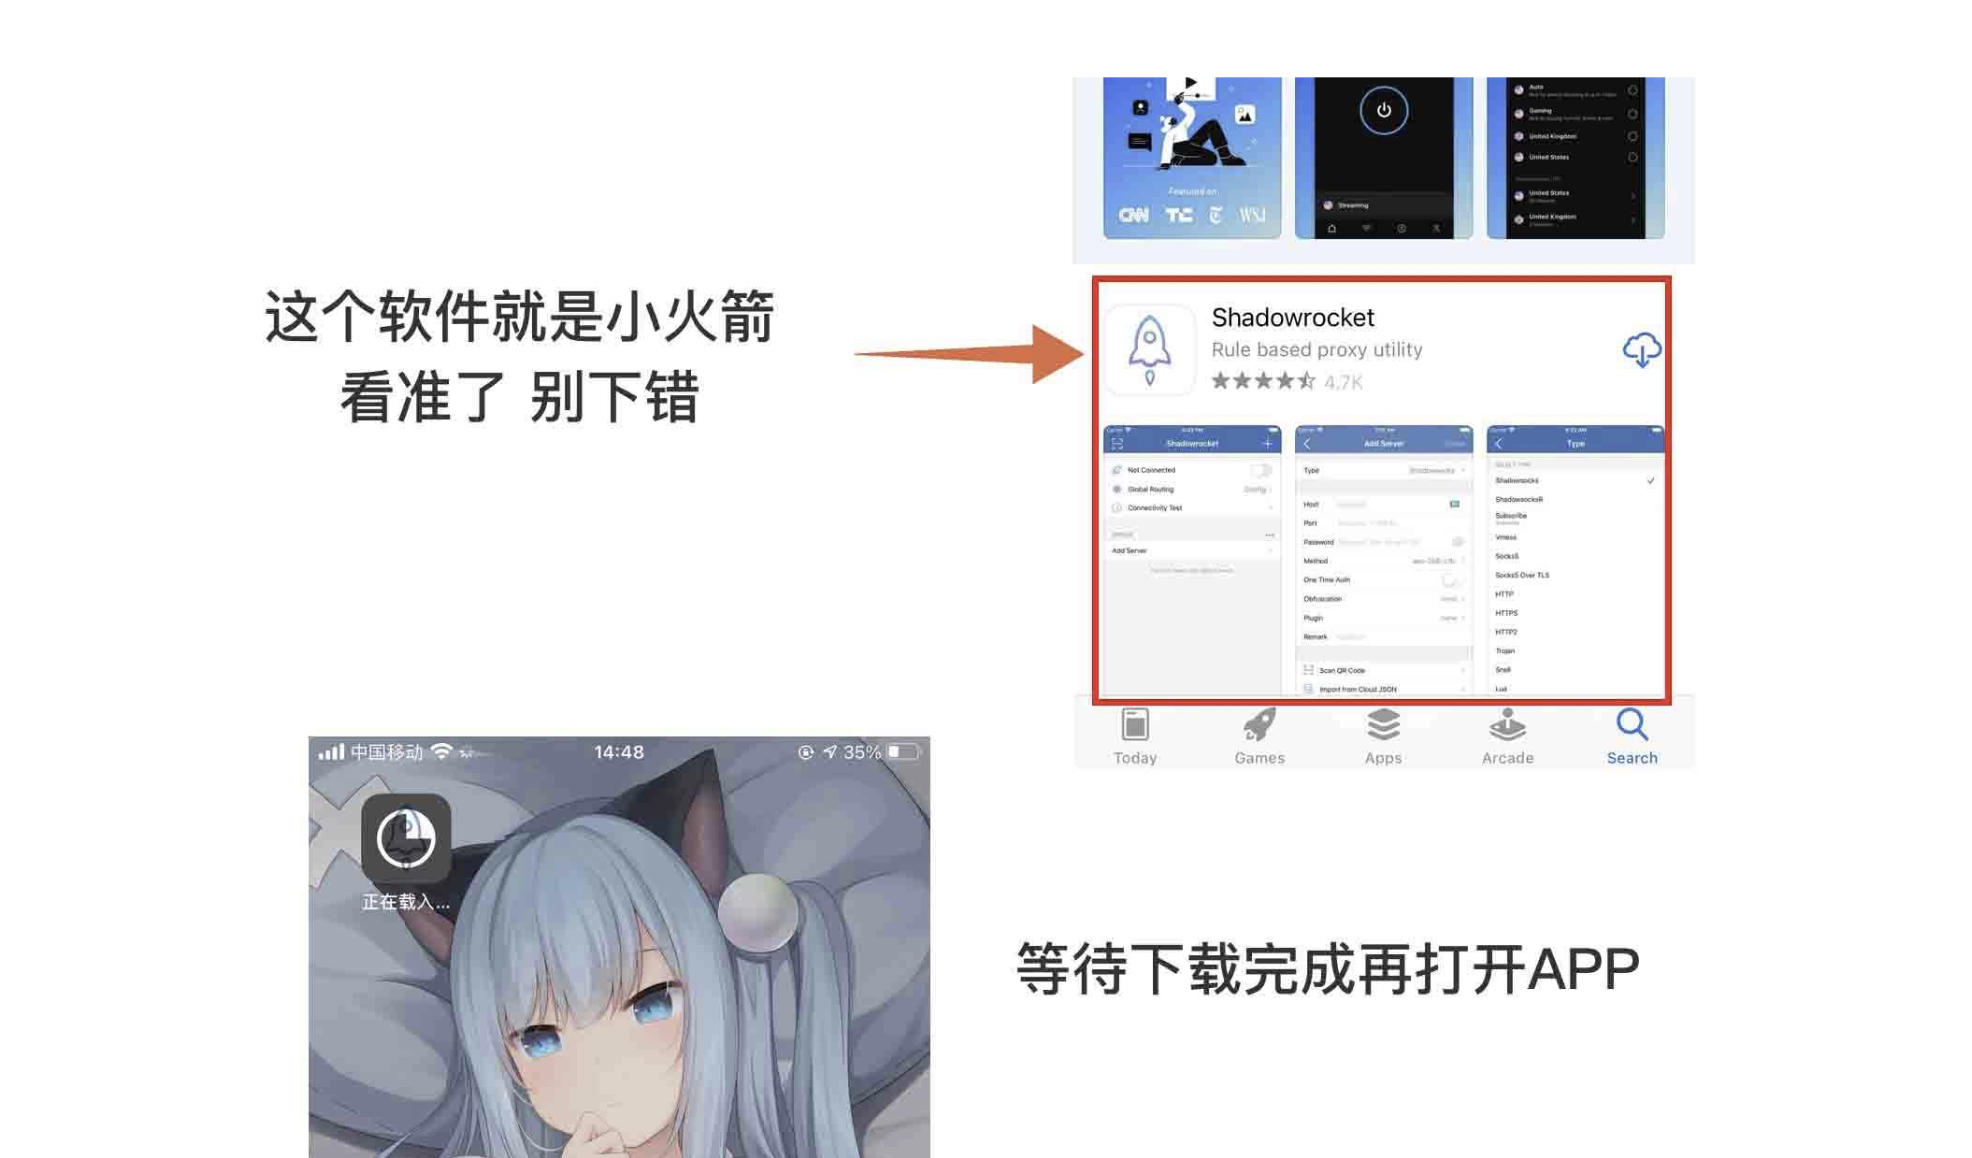 Featured on
CNN TC WSJ
Streaming
Auto
Gaming
United Kingdom
United States
United States
United Kingdom
这个软件就是小火箭
看准了 别下错
Shadowrocket
Rule based proxy utility
4.7K
Shadowrocket
Not Connected
Global Routing
Config
Connectivity Test
Add Server
Add Server
Type
Shadowsocks
Host
Port
Password
Method
One Time Auth
Obfuscation
none
Plugin
none
Remark
Scan QR Code
Import from Cloud JSON
Type
Shadowsocks
ShadowsocksR
Subscribe
Vmess
Socks5
Socks5 Over TLS
HTTP
HTTPS
HTTP2
Trojan
Snell
Lua
Today Games Apps Arcade Search
中国移动 14:48 35%
正在载入...
等待下载完成再打开APP